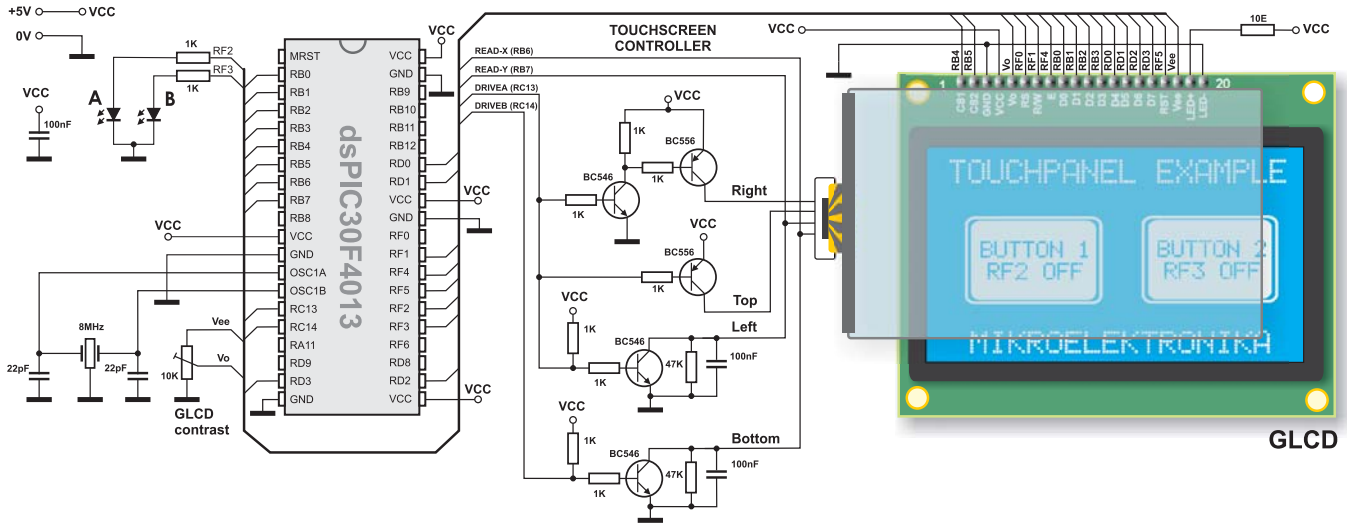 +5V VCC
0V
VCC
100nF
A
B
1K
RF2
RF3
1K
dsPIC30F4013
MRST
RB0
RB1
RB2
RB3
RB4
RB5
RB6
RB7
RB8
VCC
GND
OSC1A
OSC1B
RC13
RC14
RA11
RD9
RD3
GND
VCC
GND
RB9
RB10
RB11
RB12
RD0
RD1
VCC
GND
RF0
RF1
RF4
RF5
RF2
RF3
RF6
RD8
RD2
VCC
VCC
VCC
VCC
VCC
8MHz
22pF
22pF
Vee
Vo
10K
GLCD
contrast
TOUCHSCREEN
CONTROLLER
READ-X (RB6)
READ-Y (RB7)
DRIVEA (RC13)
DRIVEB (RC14)
VCC
1K
BC556
BC546
1K
1K
Right
VCC
BC556
1K
Top
VCC
Left
1K
BC546
47K
100nF
1K
VCC
Bottom
1K
BC546
47K
100nF
1K
VCC
10E
VCC
RB4
RB5
Vo
RF0
RF1
RF4
RB0
RB1
RB2
RB3
RD0
RD1
RD2
RD3
RF5
Vee
1
20
CS1
CS2
GND
VCC
Vo
RS
R/W
E
D0
D1
D2
D3
D4
D5
D6
D7
RST
Vee
LED+
LED-
TOUCHPANEL EXAMPLE
BUTTON 1
RF2 OFF
BUTTON 2
RF3 OFF
MIKROELEKTRONIKA
GLCD